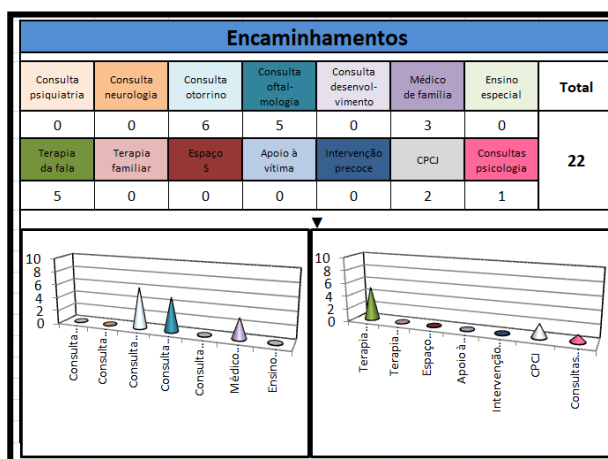 Encaminhamentos
Consulta psiquiatria
Consulta neurologia
Consulta otorrino
Consulta oftal-mologia
Consulta desenvol-vimento
Médico de família
Ensino especial
Total
0 0 6 5 0 3 0
22
Terapia da fala
Terapia familiar
Espaço S
Apoio à vítima
Intervenção precoce
CPCJ
Consultas psicologia
5 0 0 0 0 2 1
10
8
6
4
2
0
Consulta...
Consulta...
Consulta...
Consulta...
Consulta...
Médico...
Ensino...
10
8
6
4
2
0
Terapia...
Terapia...
Espaço...
Apoio à...
Intervenção...
CPCJ
Consultas...